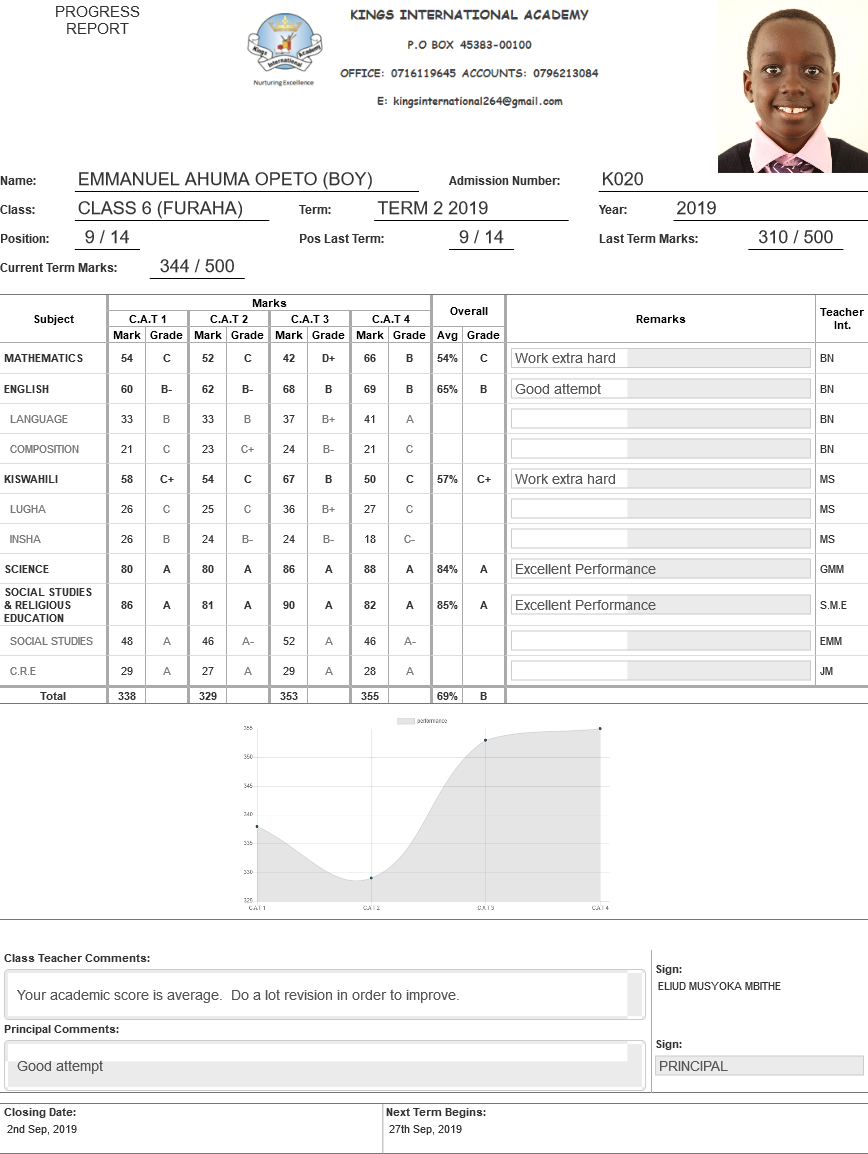 PROGRESS
REPORT
Kings Academy
International
Nurturing Excellence
KINGS INTERNATIONAL ACADEMY
P.O BOX 45383-00100
OFFICE: 0716119645 ACCOUNTS: 0796213084
E: kingsinternational264@gmail.com
Name: EMMANUEL AHUMA OPETO (BOY) Admission Number: K020
Class: CLASS 6 (FURAHA) Term: TERM 2 2019 Year: 2019
Position: 9 / 14 Pos Last Term: 9 / 14 Last Term Marks: 310 / 500
Current Term Marks: 344 / 500
Subject Marks Overall Remarks Teacher Int.
C.A.T 1 C.A.T 2 C.A.T 3 C.A.T 4
Mark Grade Mark Grade Mark Grade Mark Grade Avg Grade
MATHEMATICS 54 C 52 C 42 D+ 66 B 54% C Work extra hard BN
ENGLISH 60 B- 62 B- 68 B 69 B 65% B Good attempt BN
LANGUAGE 33 B 33 B 37 B+ 41 A BN
COMPOSITION 21 C 23 C+ 24 B- 21 C BN
KISWAHILI 58 C+ 54 C 67 B 50 C 57% C+ Work extra hard MS
LUGHA 26 C 25 C 36 B+ 27 C MS
INSHA 26 B 24 B- 24 B- 18 C- MS
SCIENCE 80 A 80 A 86 A 88 A 84% A Excellent Performance GMM
SOCIAL STUDIES
& RELIGIOUS
EDUCATION 86 A 81 A 90 A 82 A 85% A Excellent Performance S.M.E
SOCIAL STUDIES 48 A 46 A- 52 A 46 A- EMM
C.R.E 29 A 27 A 29 A 28 A JM
Total 338 329 353 355 69% B
performance
355
350
345
340
335
330
325
C.A.T 1 C.A.T 2 C.A.T 3 C.A.T 4
Class Teacher Comments:
Your academic score is average. Do a lot revision in order to improve.
Sign:
ELIUD MUSYOKA MBITHE
Principal Comments:
Good attempt
Sign:
PRINCIPAL
Closing Date:
2nd Sep, 2019
Next Term Begins:
27th Sep, 2019